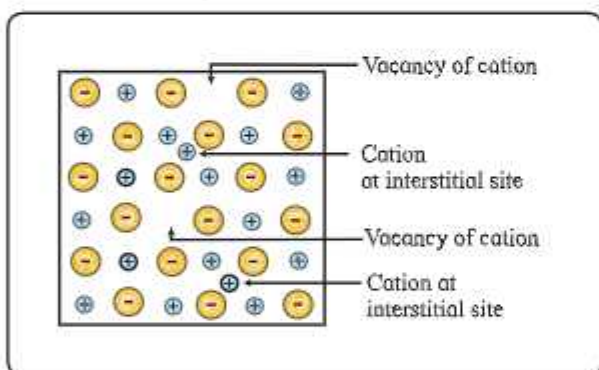 Vacancy of cation
Cation
at interstitial site
Vacancy of cation
Cation at
interstitial site